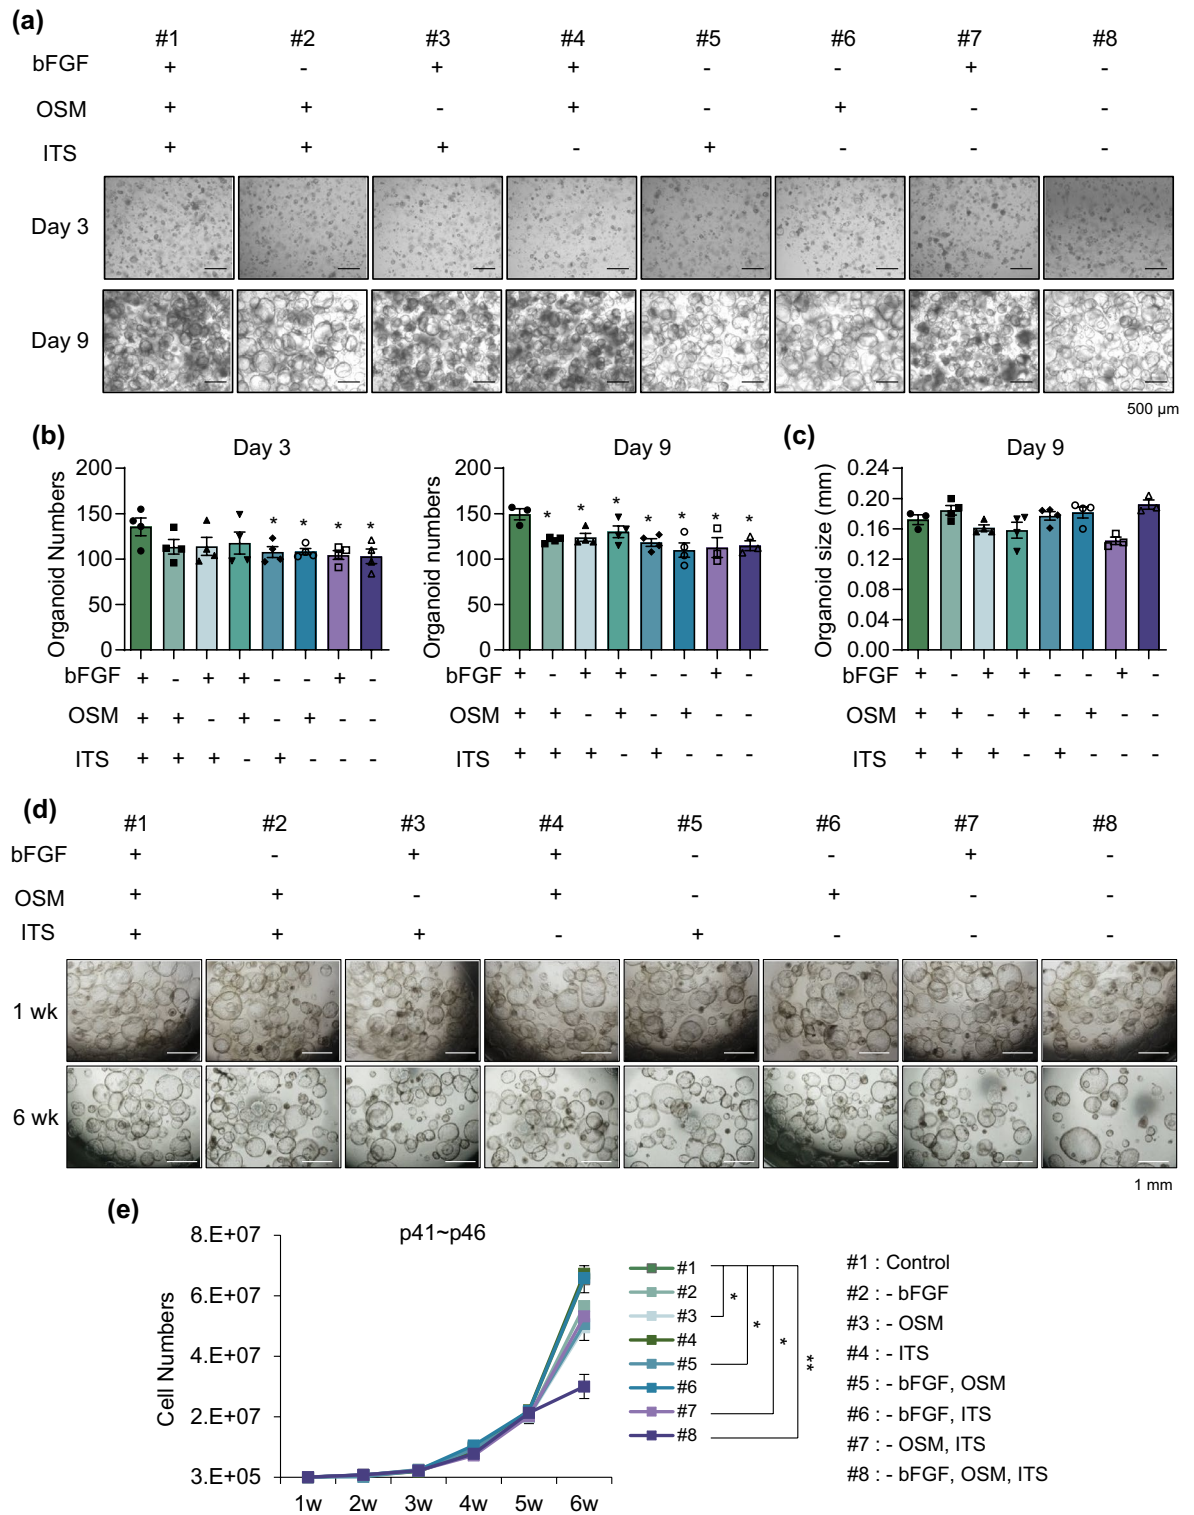 (a)
#1 #2 #3 #4 #5 #6 #7 #8
bFGF + - + + - - + -
OSM + + - + - + - -
ITS + + + - + - - -
Day 3
Day 9
500 µm
(b)
Day 3
Organoid Numbers
200
150
100
50
0
* * * *
bFGF + - + + - - + -
OSM + + - + - + - -
ITS + + + - + - - -
Day 9
Organoid numbers
200
150
100
50
0
* * * * * * *
bFGF + - + + - - + -
OSM + + - + - + - -
ITS + + + - + - - -
(c)
Day 9
Organoid size (mm)
0.24
0.20
0.16
0.12
0.08
0.04
0.00
bFGF + - + + - - + -
OSM + + - + - + - -
ITS + + + - + - - -
(d)
#1 #2 #3 #4 #5 #6 #7 #8
bFGF + - + + - - + -
OSM + + - + - + - -
ITS + + + - + - - -
1 wk
6 wk
1 mm
(e)
p41~p46
Cell Numbers
8.E+07
6.E+07
4.E+07
2.E+07
3.E+05
1w 2w 3w 4w 5w 6w
#1
#2
#3
#4
#5
#6
#7
#8
*
*
*
**
#1 : Control
#2 : - bFGF
#3 : - OSM
#4 : - ITS
#5 : - bFGF, OSM
#6 : - bFGF, ITS
#7 : - OSM, ITS
#8 : - bFGF, OSM, ITS